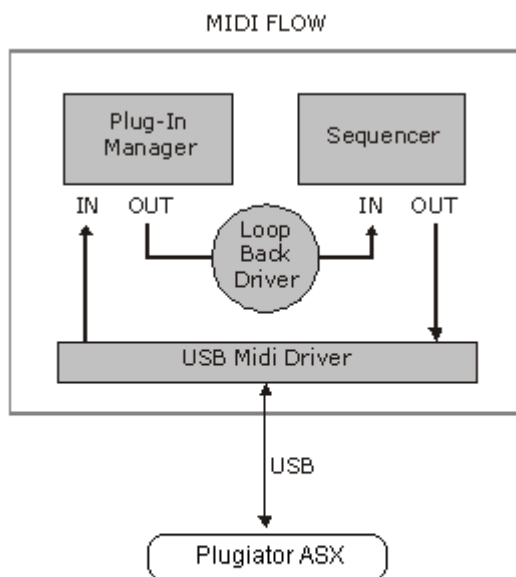 MIDI FLOW
Plug-In
Manager
Sequencer
IN OUT
IN OUT
Loop
Back
Driver
USB Midi Driver
USB
Plugiator ASX